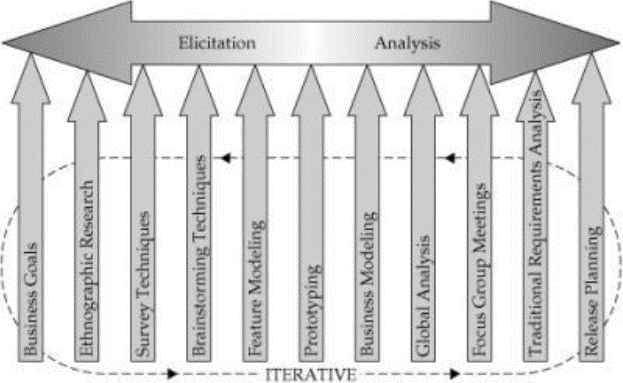 Elicitation
Analysis
Business Goals
Ethnographic Research
Survey Techniques
Brainstorming Techniques
Feature Modeling
Prototyping
Business Modeling
Global Analysis
Focus Group Meetings
Traditional Requirements Analysis
Release Planning
ITERATIVE